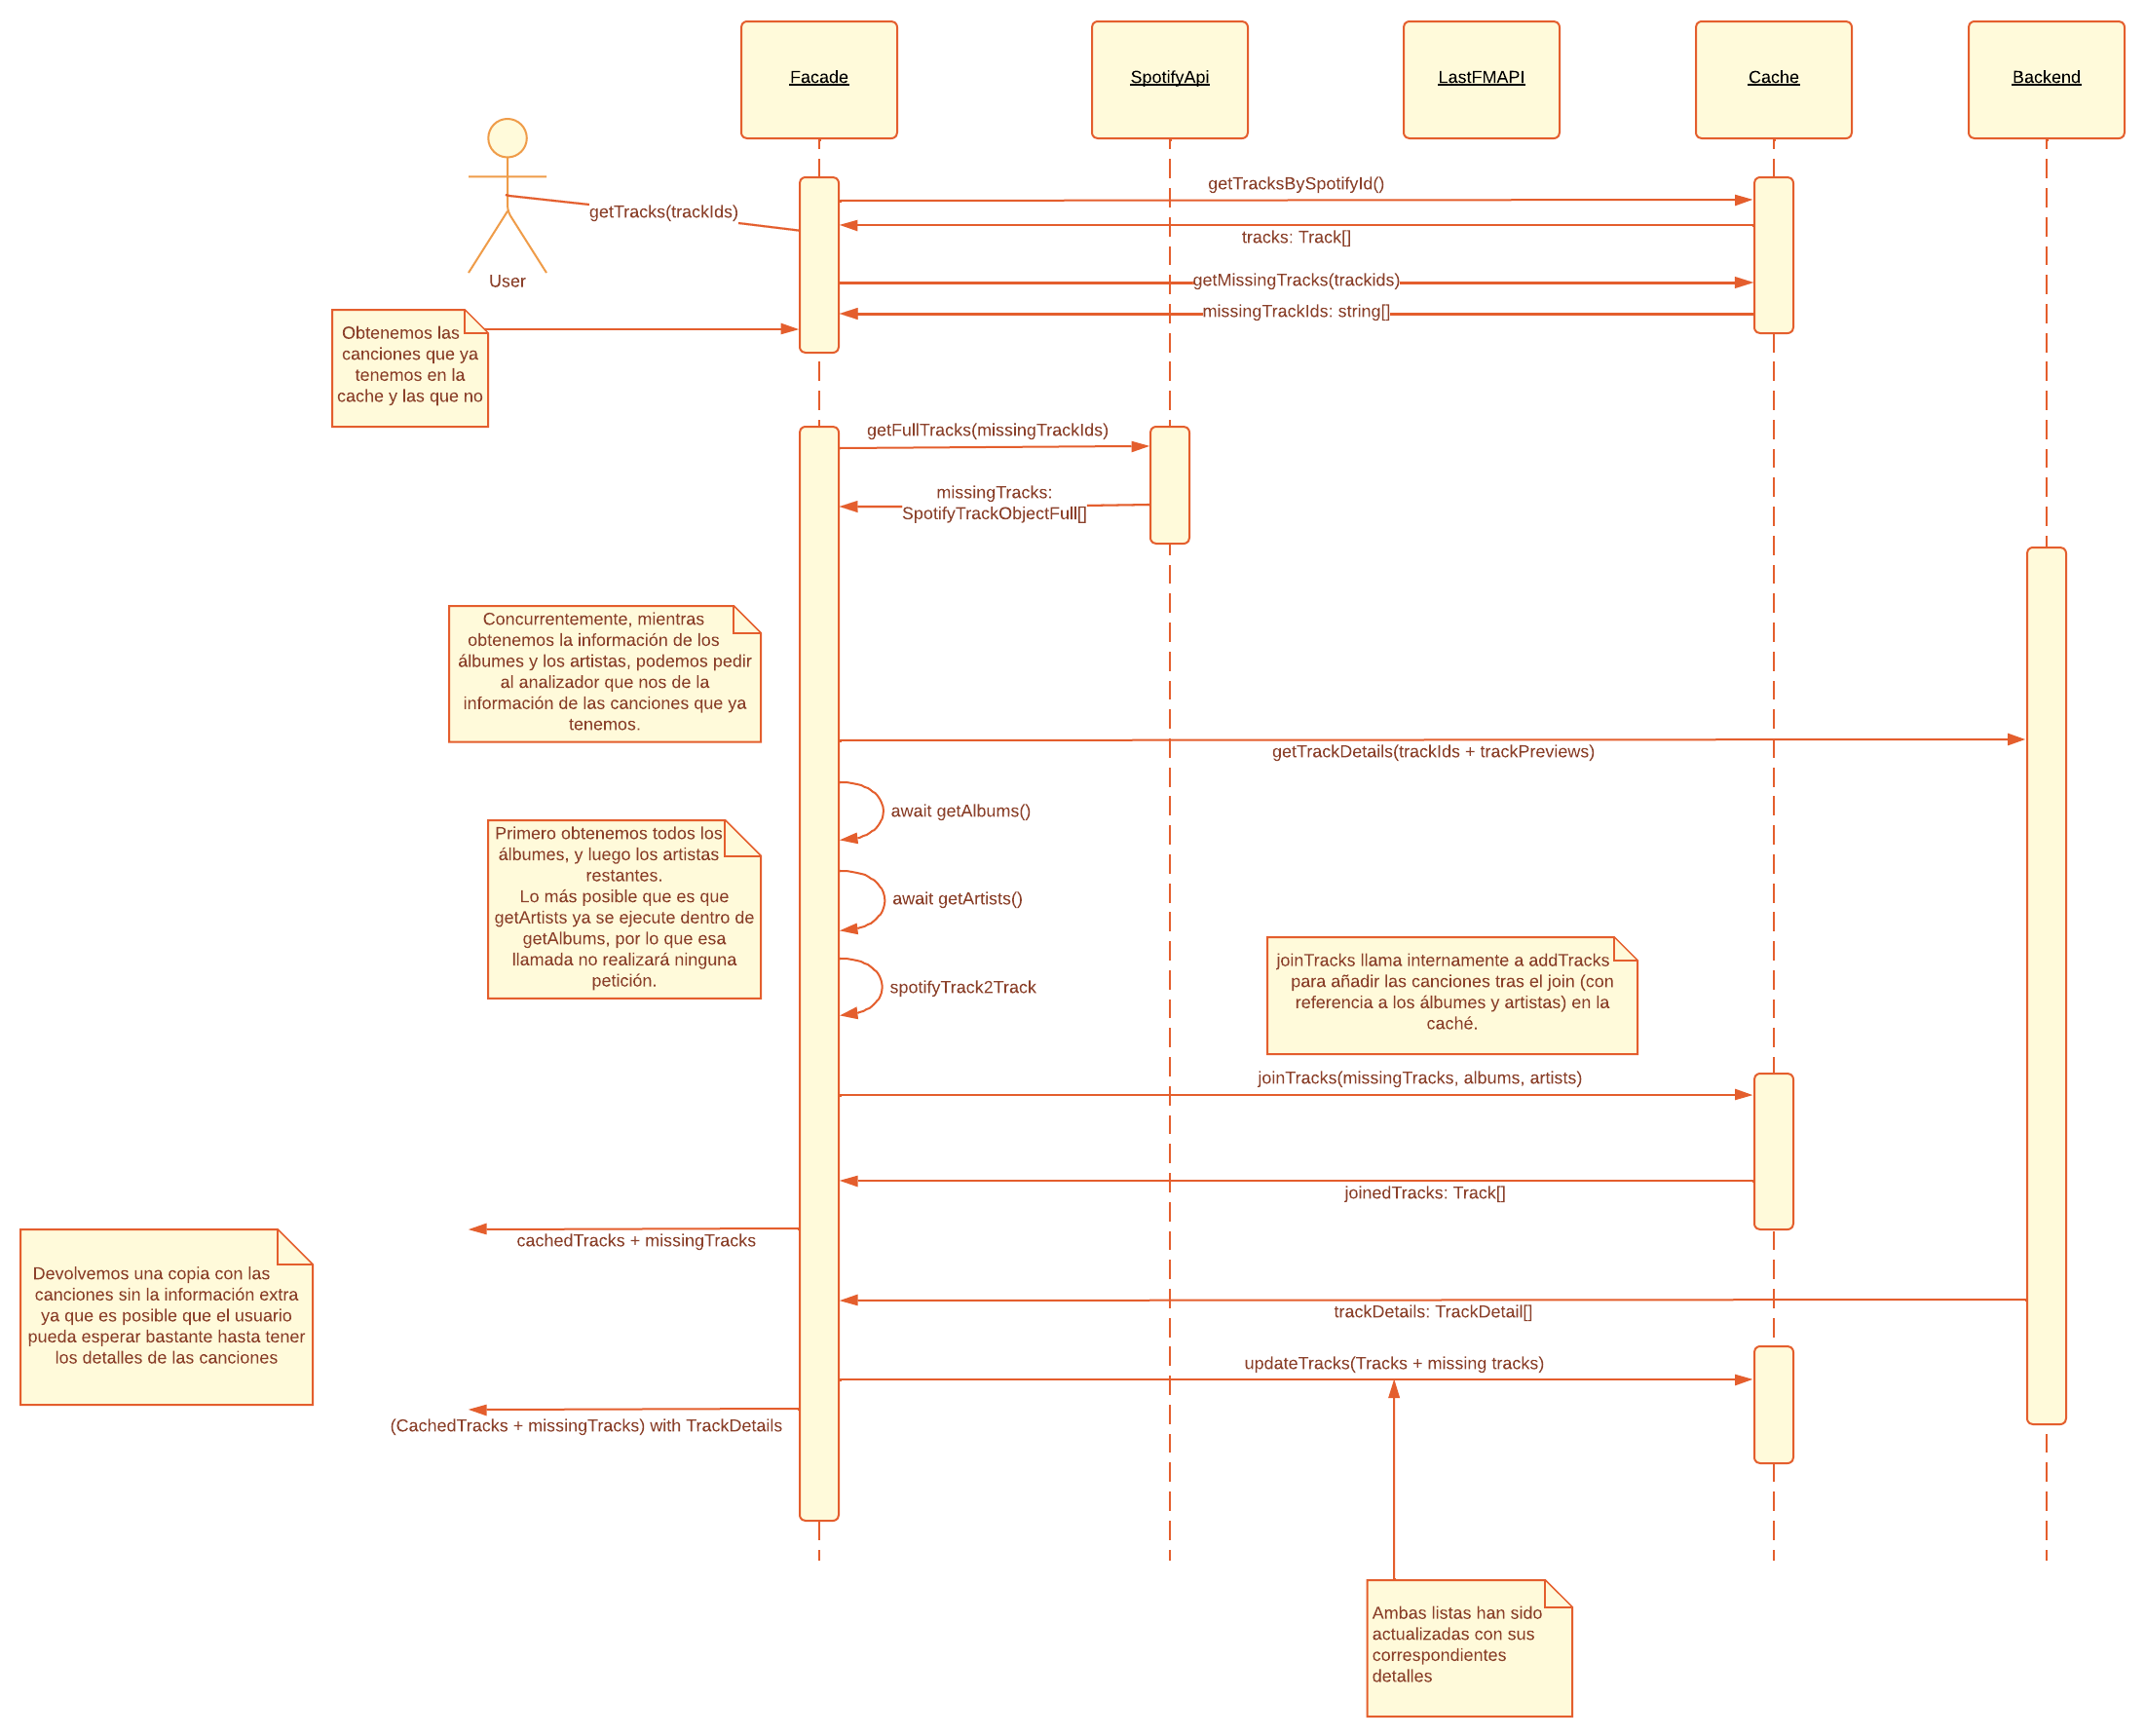 Facade
SpotifyApi
LastFMAPI
Cache
Backend
getTracksBySpotifyId()
getTracks(trackIds)
tracks: Track[]
User
getMissingTracks(trackids)
missingTrackIds: string[]
Obtenemos las
canciones que ya
tenemos en la
cache y las que no
getFullTracks(missingTrackIds)
missingTracks:
SpotifyTrackObjectFull[]
Concurrentemente, mientras
obtenemos la información de los
álbumes y los artistas, podemos pedir
al analizador que nos de la
información de las canciones que ya
tenemos.
getTrackDetails(trackIds + trackPreviews)
await getAlbums()
Primero obtenemos todos los
álbumes, y luego los artistas
restantes.
Lo más posible que es que
getArtists ya se ejecute dentro de
getAlbums, por lo que esa
llamada no realizará ninguna
petición.
await getArtists()
spotifyTrack2Track
joinTracks llama internamente a addTracks
para añadir las canciones tras el join (con
referencia a los álbumes y artistas) en la
caché.
joinTracks(missingTracks, albums, artists)
joinedTracks: Track[]
cachedTracks + missingTracks
Devolvemos una copia con las
canciones sin la información extra
ya que es posible que el usuario
pueda esperar bastante hasta tener
los detalles de las canciones
trackDetails: TrackDetail[]
updateTracks(Tracks + missing tracks)
(CachedTracks + missingTracks) with TrackDetails
Ambas listas han sido
actualizadas con sus
correspondientes
detalles